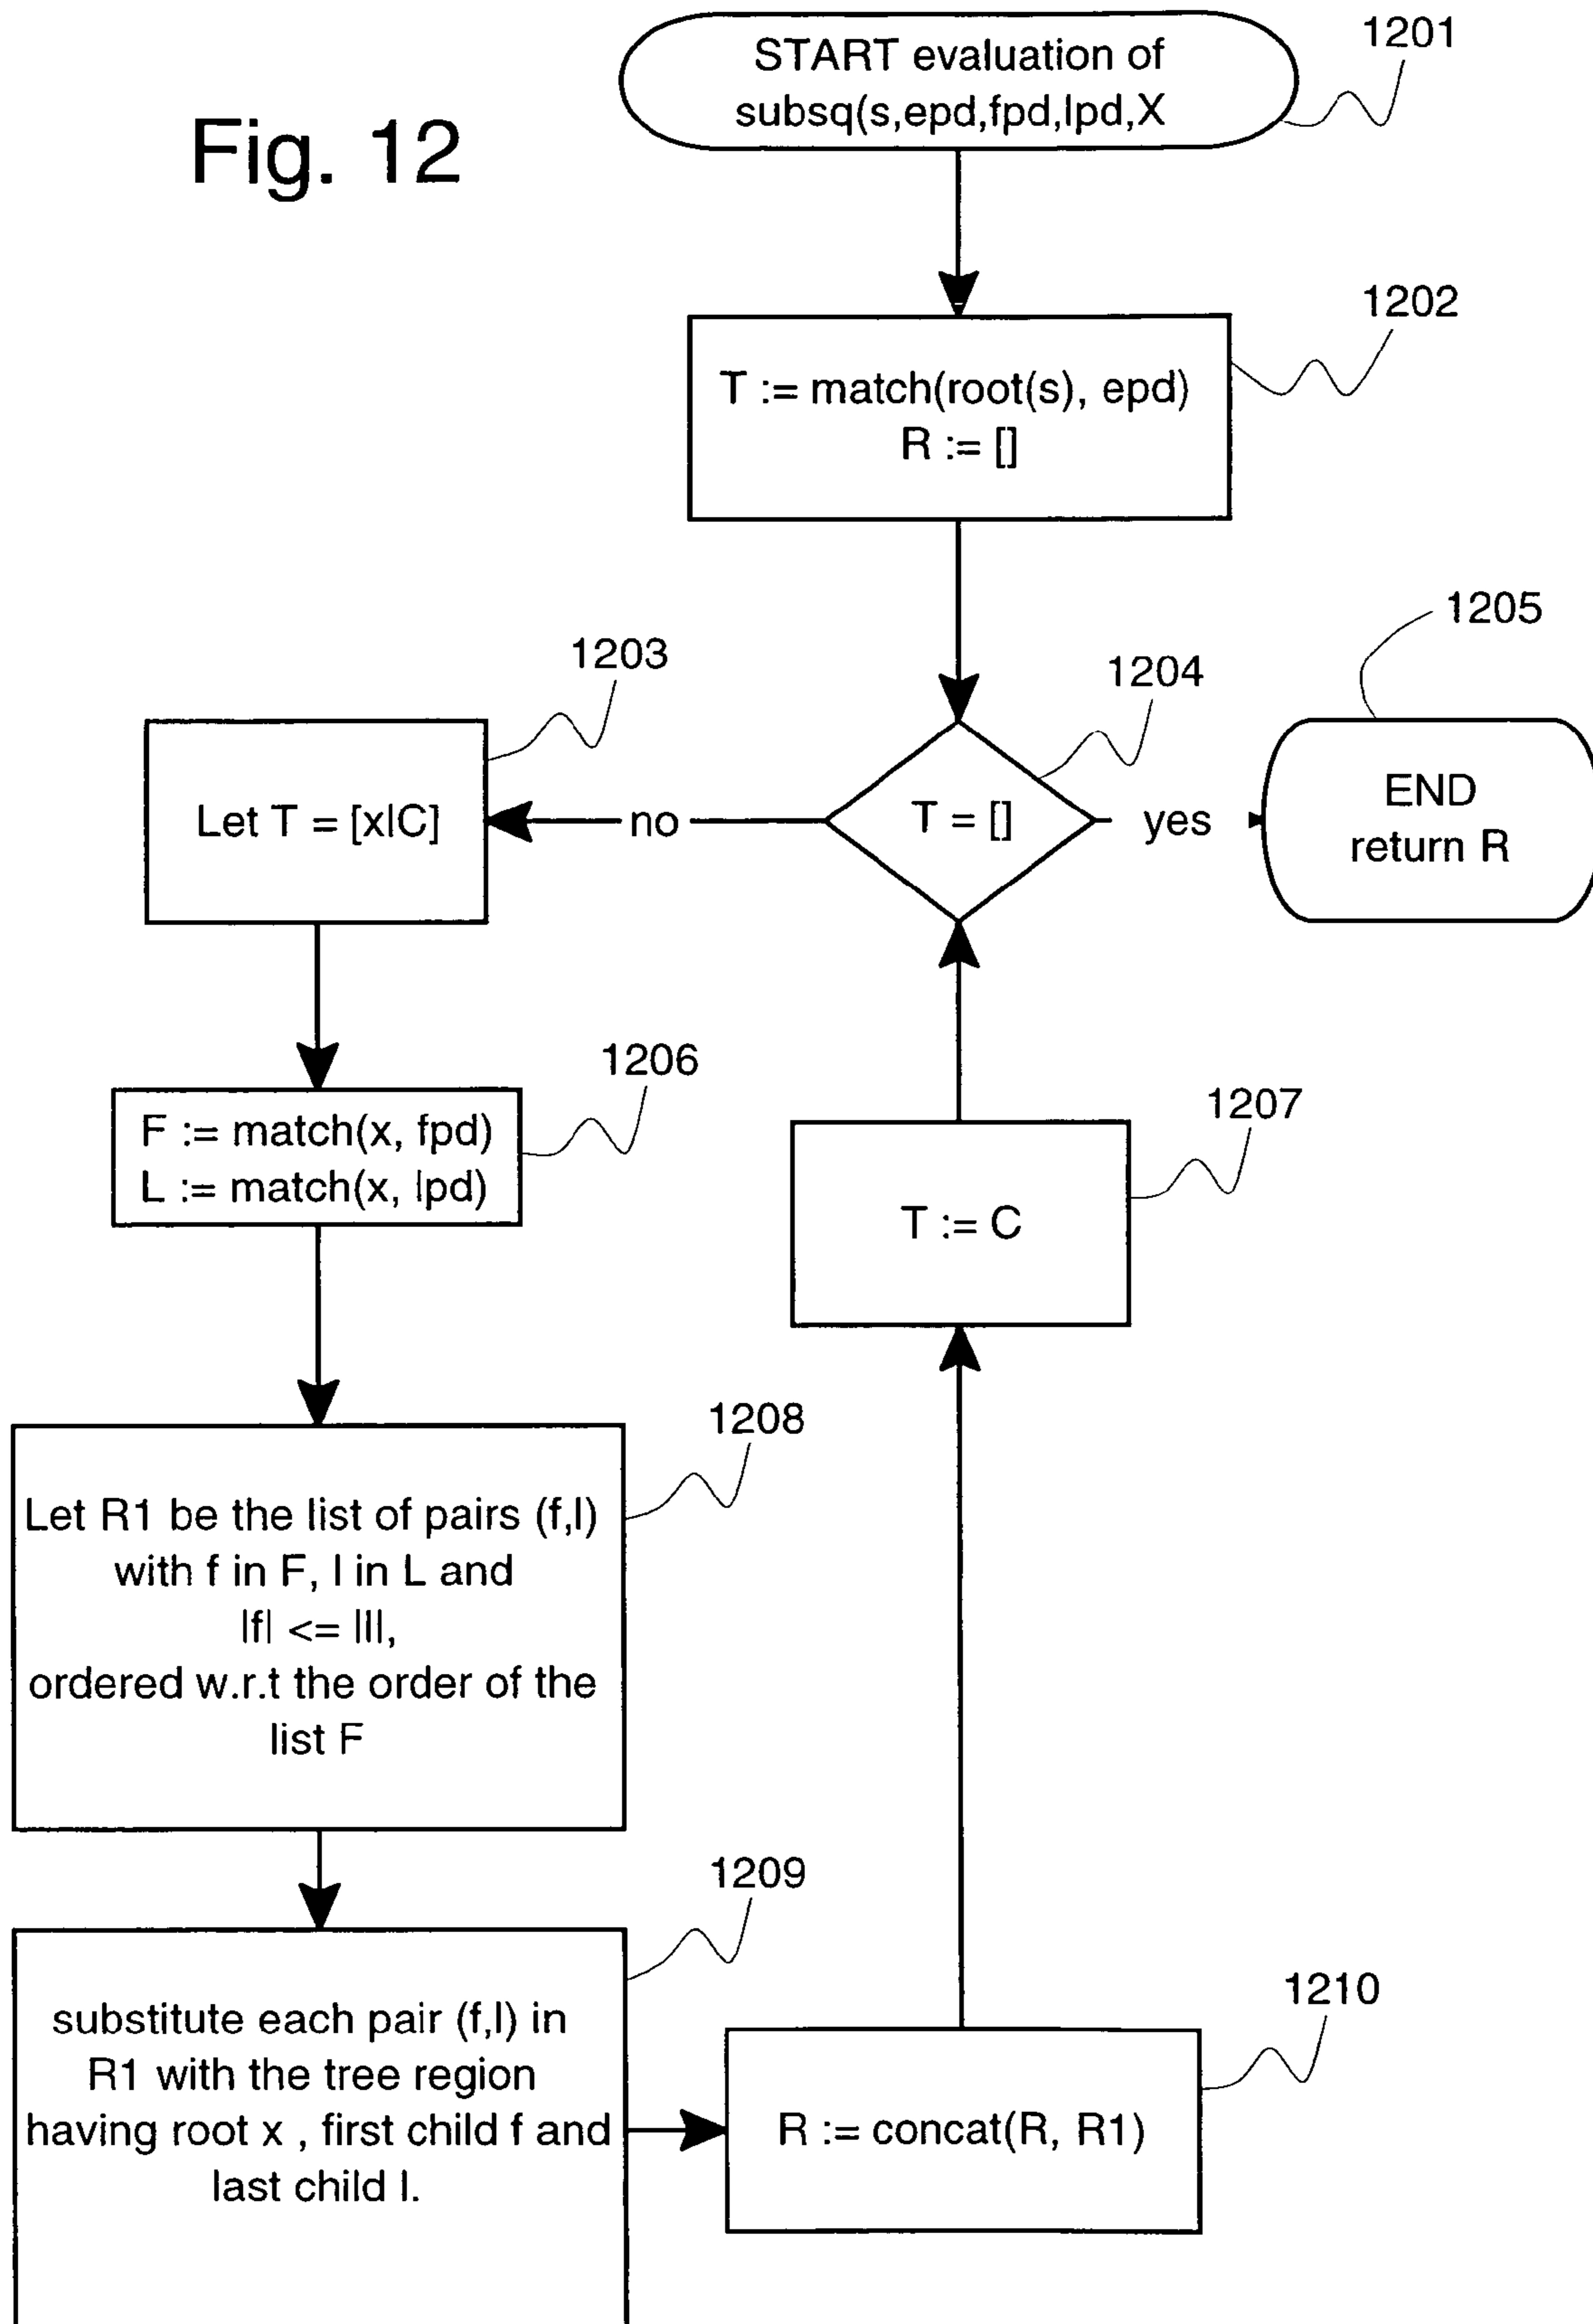 Fig. 12
START evaluation of
subsq(s,epd,fpd,lpd,X
1201
T := match(root(s), epd)
R := []
1202
1203
Let T = [x|C]
no
T = []
1204
yes
1205
END
return R
1206
F := match(x, fpd)
L := match(x, lpd)
1207
T := C
1208
Let R1 be the list of pairs (f,l)
with f in F, l in L and
|f| <= |l|,
ordered w.r.t the order of the
list F
1209
substitute each pair (f,l) in
R1 with the tree region
having root x , first child f and
last child l.
1210
R := concat(R, R1)